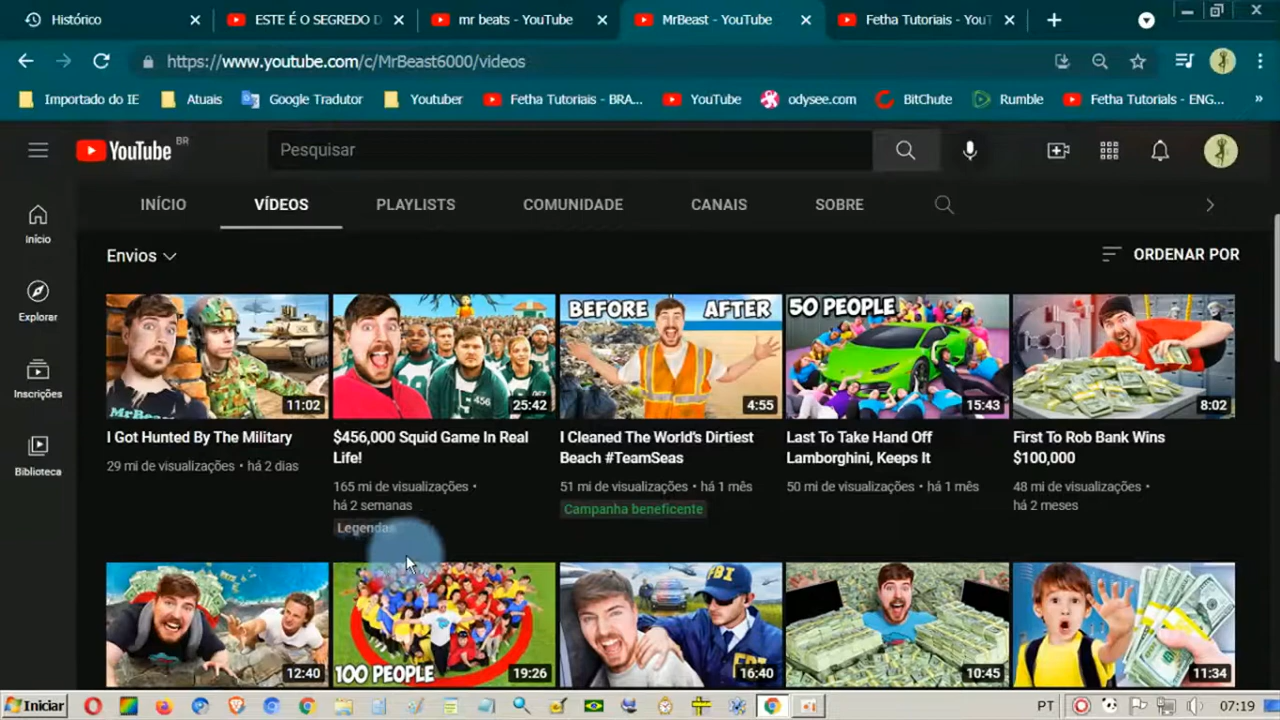 Histórico
ESTE É O SEGREDO D
mr beats - YouTube
MrBeast - YouTube
Fetha Tutoriais - YouT
https://www.youtube.com/c/MrBeast6000/videos
Importado do IE
Atuais
Google Tradutor
Youtuber
Fetha Tutoriais - BRA...
YouTube
odysee.com
BitChute
Rumble
Fetha Tutorials - ENG...
»
YouTube BR
Pesquisar
INÍCIO
VÍDEOS
PLAYLISTS
COMUNIDADE
CANAIS
SOBRE
Início
Explorar
Inscrições
Biblioteca
Envios
ORDENAR POR
MrBeast
11:02
456
25:42
BEFORE AFTER
4:55
50 PEOPLE
15:43
8:02
I Got Hunted By The Military
29 mi de visualizações • há 2 dias
$456,000 Squid Game In Real
Life!
165 mi de visualizações •
há 2 semanas
Legendas
I Cleaned The World's Dirtiest
Beach #TeamSeas
51 mi de visualizações • há 1 mês
Campanha beneficente
Last To Take Hand Off
Lamborghini, Keeps It
50 mi de visualizações • há 1 mês
First To Rob Bank Wins
$100,000
48 mi de visualizações •
há 2 meses
12:40
100 PEOPLE
19:26
FBI
16:40
10:45
11:34
Iniciar
PT
07:19